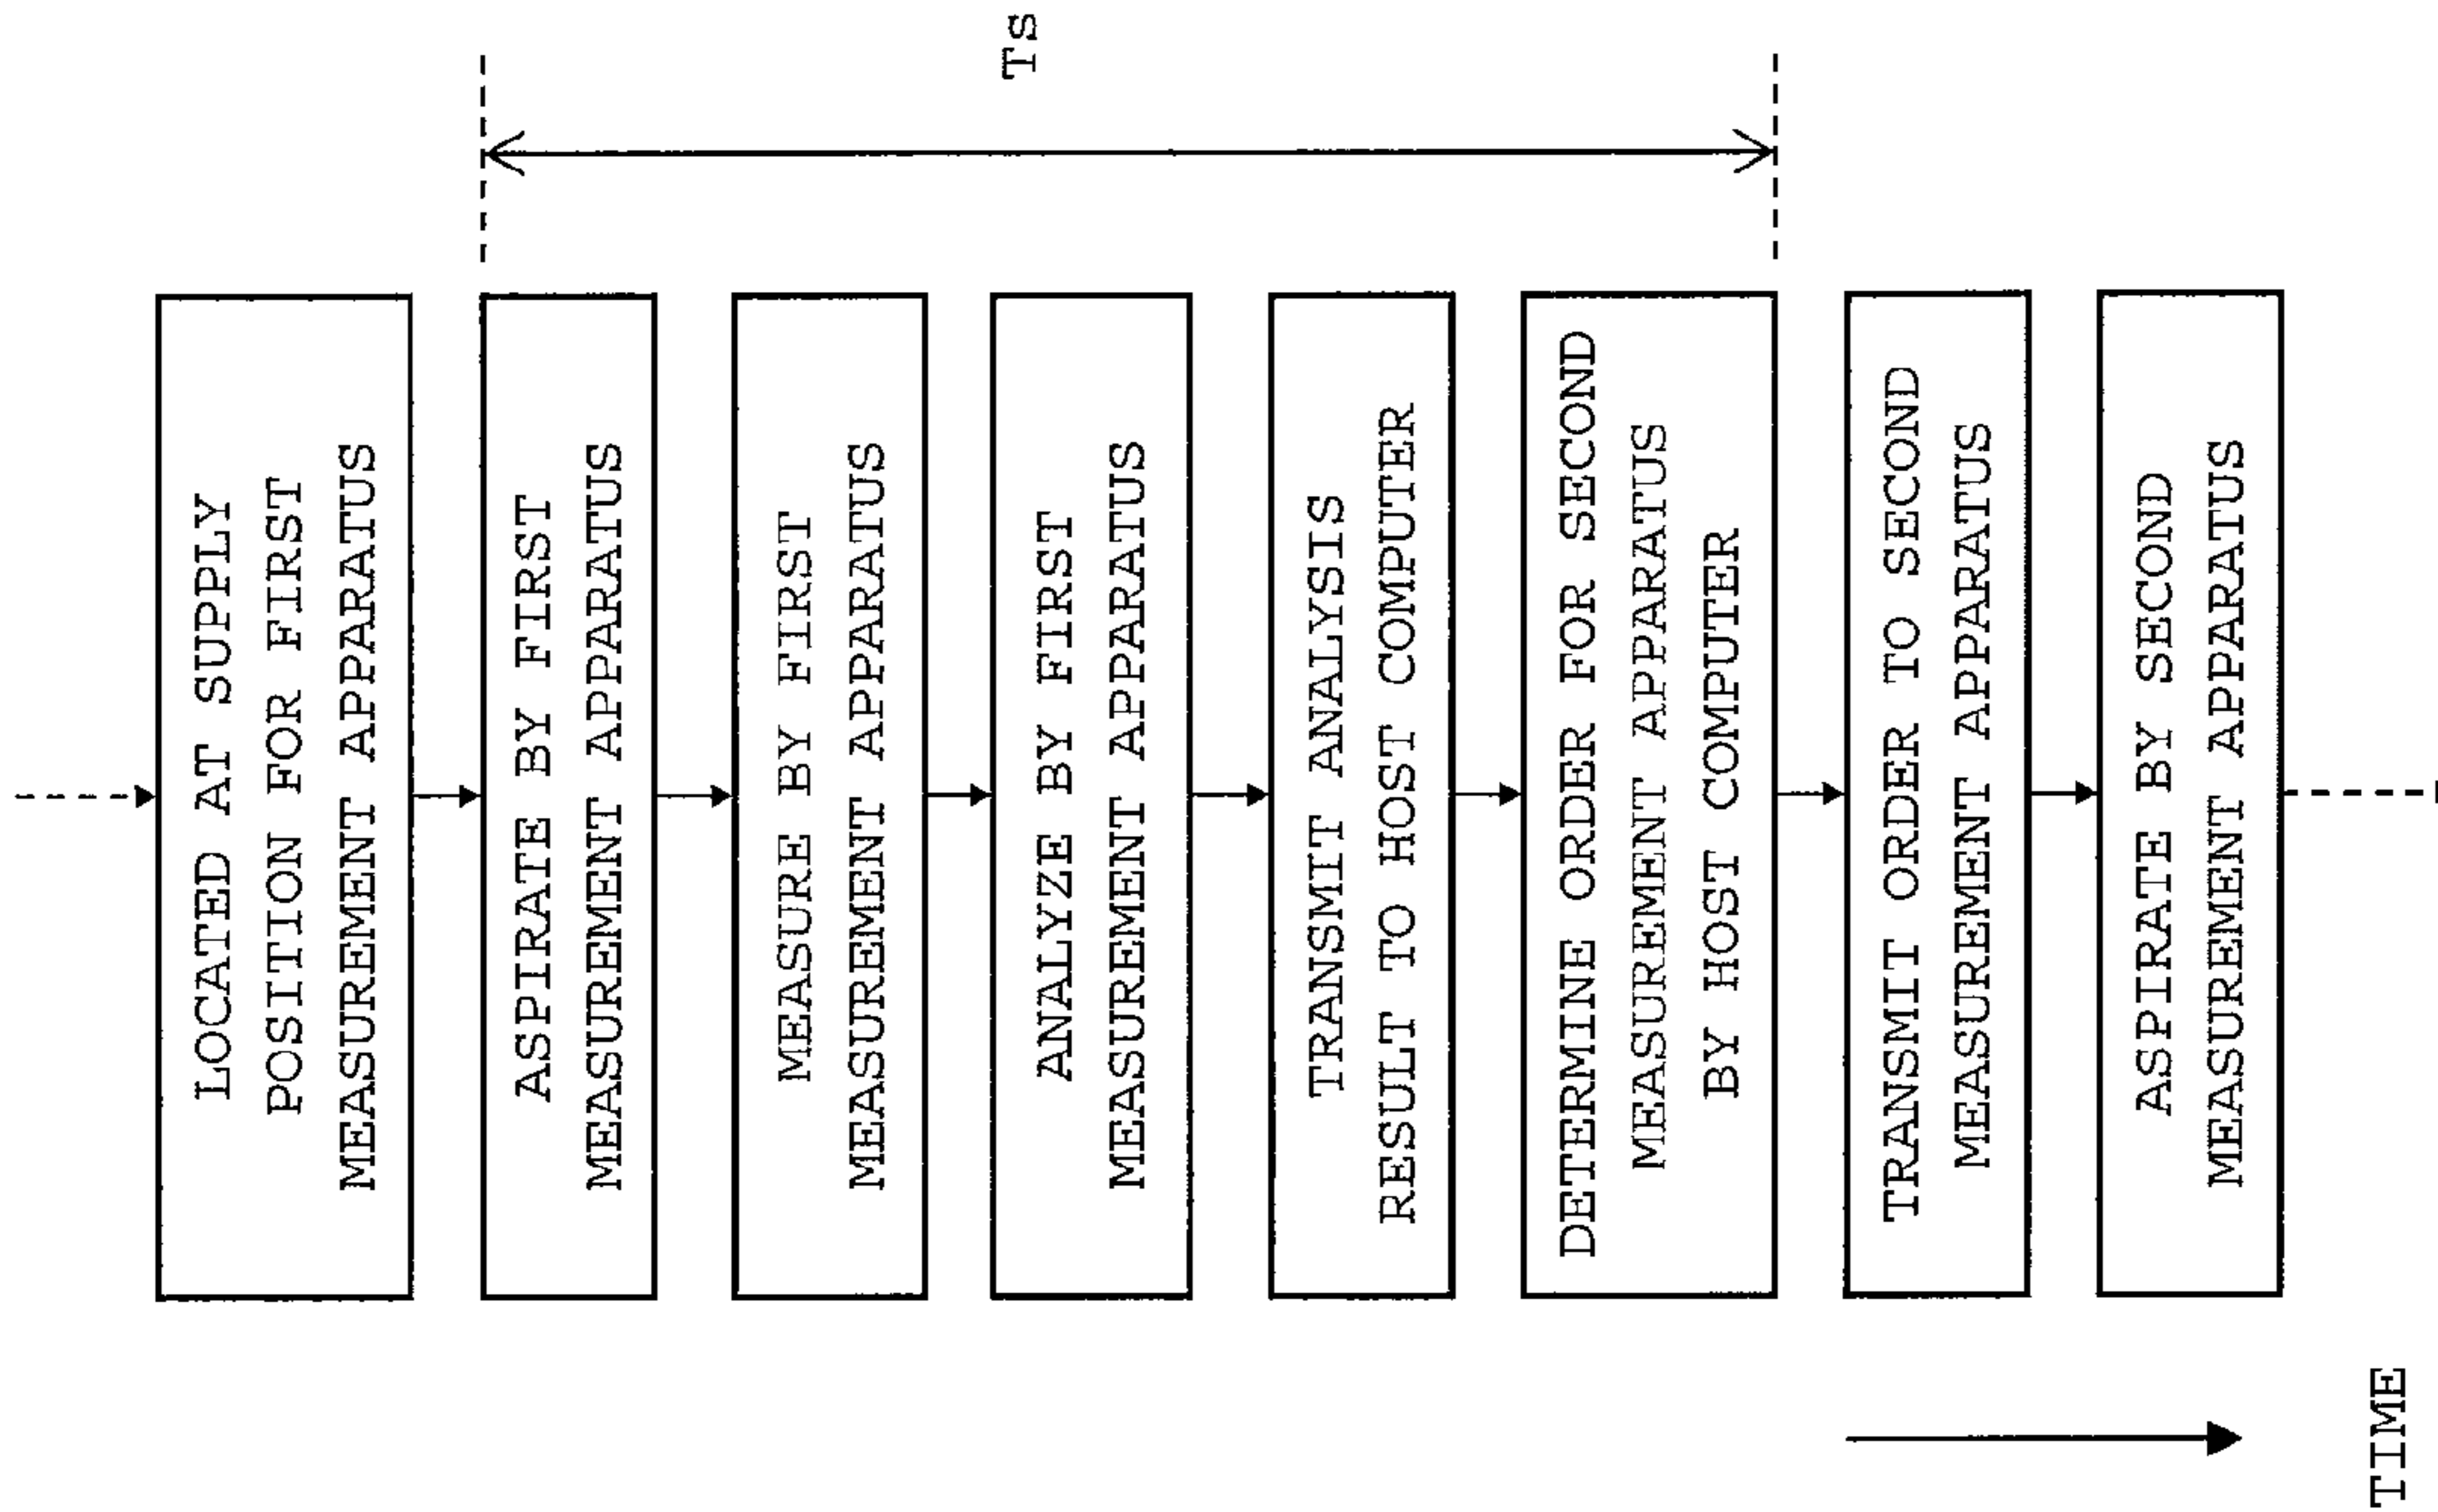 LOCATED AT SUPPLY
POSITION FOR FIRST
MEASUREMENT APPARATUS
ASPIRATE BY FIRST
MEASUREMENT APPARATUS
MEASURE BY FIRST
MEASUREMENT APPARATUS
ANALYZE BY FIRST
MEASUREMENT APPARATUS
TRANSMIT ANALYSIS
RESULT TO HOST COMPUTER
DETERMINE ORDER FOR SECOND
MEASUREMENT APPARATUS
BY HOST COMPUTER
TRANSMIT ORDER TO SECOND
MEASUREMENT APPARATUS
ASPIRATE BY SECOND
MEASUREMENT APPARATUS
Ts
TIME